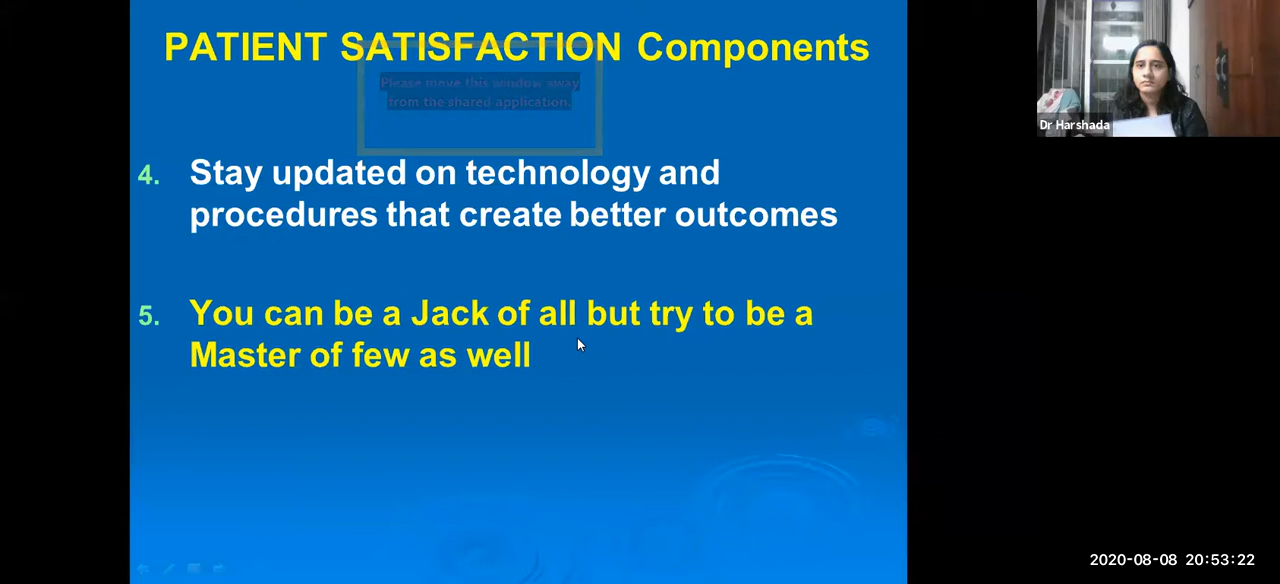 PATIENT SATISFACTION Components
Please move this window away
from the shared application.
4. Stay updated on technology and
procedures that create better outcomes
5. You can be a Jack of all but try to be a
Master of few as well
Dr Harshada
2020-08-08 20:53:22